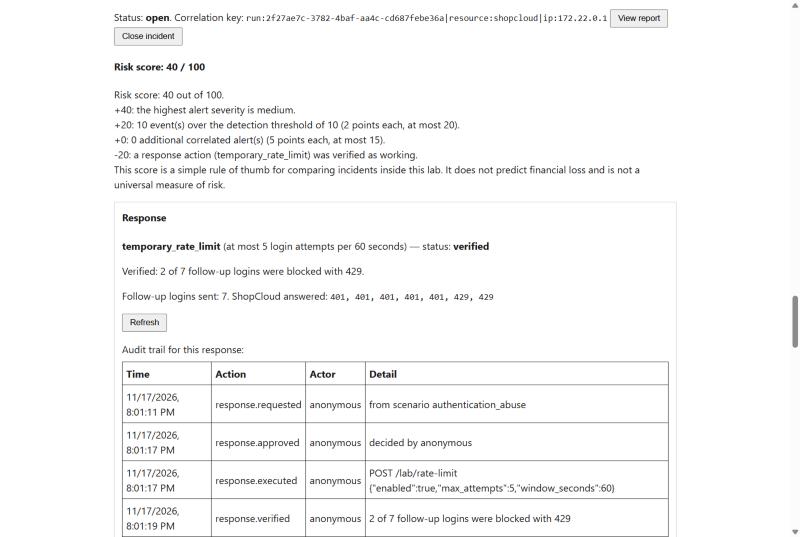 Status: open. Correlation key: run:2f27ae7c-3782-4baf-aa4c-cd687febe36a|resource:shopcloud|ip:172.22.0.1 View report
Close incident
Risk score: 40 / 100
Risk score: 40 out of 100.
+40: the highest alert severity is medium.
+20: 10 event(s) over the detection threshold of 10 (2 points each, at most 20).
+0: 0 additional correlated alert(s) (5 points each, at most 15).
-20: a response action (temporary_rate_limit) was verified as working.
This score is a simple rule of thumb for comparing incidents inside this lab. It does not predict financial loss and is not a
universal measure of risk.
Response
temporary_rate_limit (at most 5 login attempts per 60 seconds) — status: verified
Verified: 2 of 7 follow-up logins were blocked with 429.
Follow-up logins sent: 7. ShopCloud answered: 401, 401, 401, 401, 401, 429, 429
Refresh
Audit trail for this response:
Time Action Actor Detail
11/17/2026,
8:01:11 PM response.requested anonymous from scenario authentication_abuse
11/17/2026,
8:01:17 PM response.approved anonymous decided by anonymous
11/17/2026,
8:01:17 PM response.executed anonymous POST /lab/rate-limit
{"enabled":true,"max_attempts":5,"window_seconds":60}
11/17/2026,
8:01:19 PM response.verified anonymous 2 of 7 follow-up logins were blocked with 429